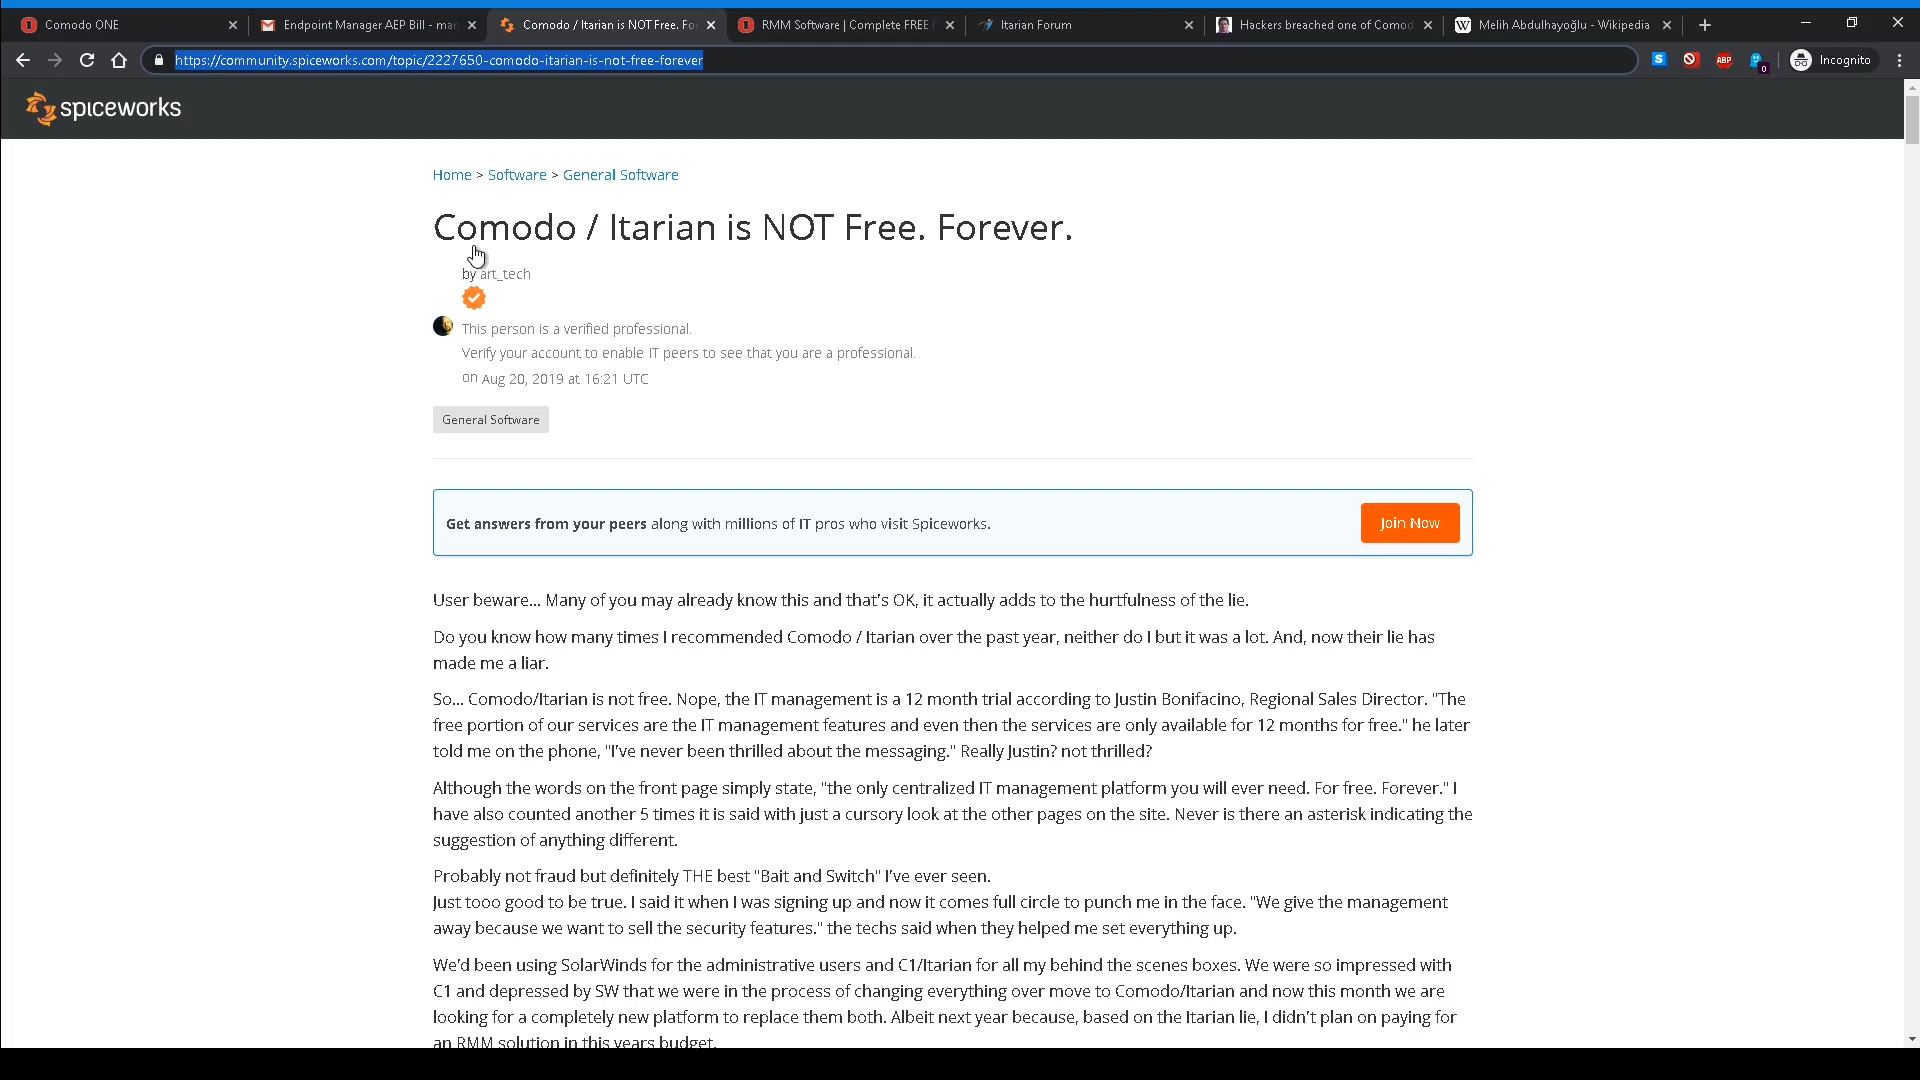 Comodo ONE
Endpoint Manager AEP Bill - man
Comodo / Itarian is NOT Free. Fo
RMM Software | Complete FREE
Itarian Forum
Hackers breached one of Comod
Melih Abdulhayoğlu - Wikipedia
https://community.spiceworks.com/topic/2227650-comodo-itarian-is-not-free-forever
S
ABP
0
Incognito
spiceworks
Home > Software > General Software
Comodo / Itarian is NOT Free. Forever.
by art_tech
This person is a verified professional.
Verify your account to enable IT peers to see that you are a professional.
on Aug 20, 2019 at 16:21 UTC
General Software
Get answers from your peers along with millions of IT pros who visit Spiceworks.
Join Now
User beware... Many of you may already know this and that's OK, it actually adds to the hurtfulness of the lie.
Do you know how many times I recommended Comodo / Itarian over the past year, neither do I but it was a lot. And, now their lie has
made me a liar.
So... Comodo/Itarian is not free. Nope, the IT management is a 12 month trial according to Justin Bonifacino, Regional Sales Director. "The
free portion of our services are the IT management features and even then the services are only available for 12 months for free." he later
told me on the phone, "I've never been thrilled about the messaging." Really Justin? not thrilled?
Although the words on the front page simply state, "the only centralized IT management platform you will ever need. For free. Forever." I
have also counted another 5 times it is said with just a cursory look at the other pages on the site. Never is there an asterisk indicating the
suggestion of anything different.
Probably not fraud but definitely THE best "Bait and Switch" I've ever seen.
Just tooo good to be true. I said it when I was signing up and now it comes full circle to punch me in the face. "We give the management
away because we want to sell the security features." the techs said when they helped me set everything up.
We'd been using SolarWinds for the administrative users and C1/Itarian for all my behind the scenes boxes. We were so impressed with
C1 and depressed by SW that we were in the process of changing everything over move to Comodo/Itarian and now this month we are
looking for a completely new platform to replace them both. Albeit next year because, based on the Itarian lie, I didn't plan on paying for
an RMM solution in this years budget.